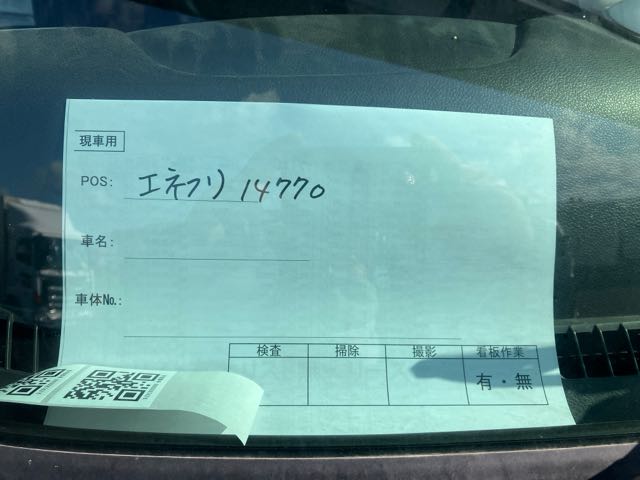 現車用
POS: エネフリ 14770
車名:
車体No.:
検査 掃除 撮影 看板作業
有・無